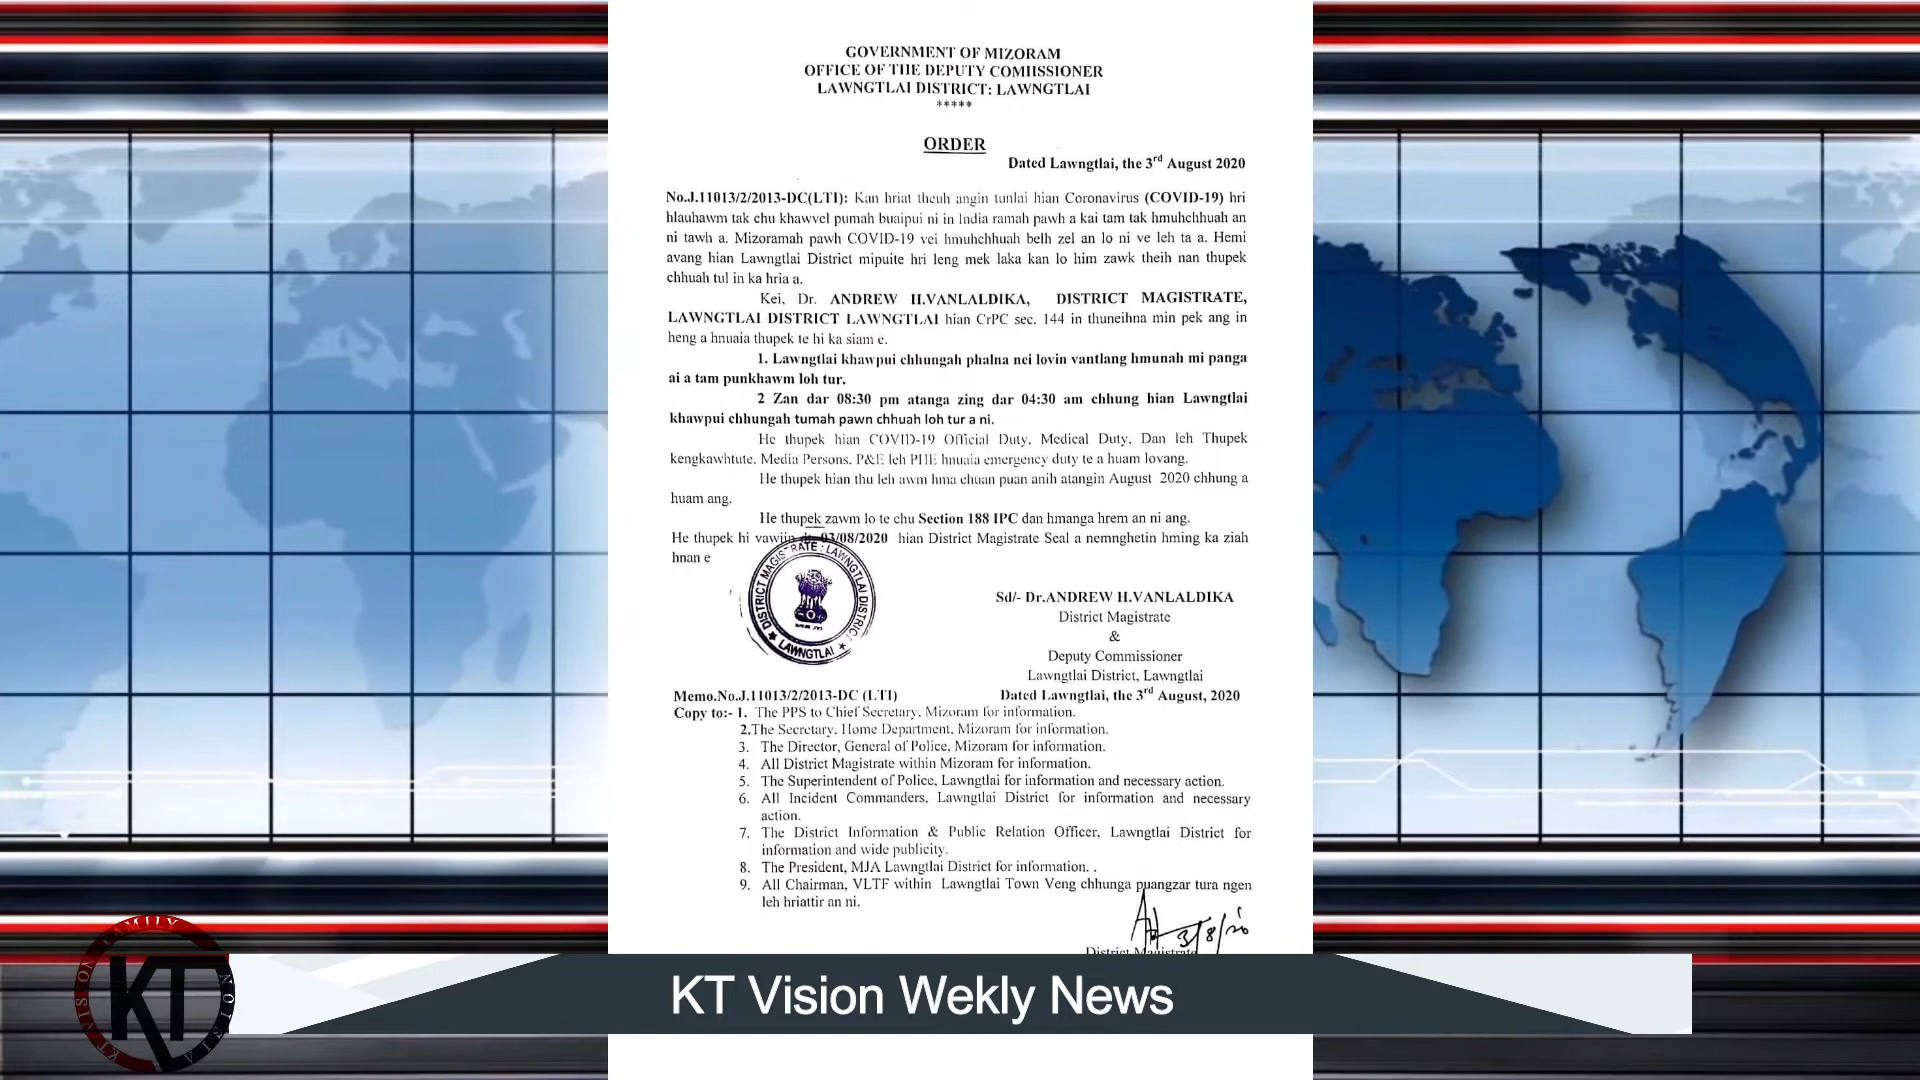 GOVERNMENT OF MIZORAM
OFFICE OF THE DEPUTY COMIISSIONER
LAWNGTLAI DISTRICT: LAWNGTLAI
*****
ORDER
Dated Lawngtlai, the 3rd August 2020
No.J.11013/2/2013-DC(LTI): Kan hriat theuh angin tunlai hian Coronavirus (COVID-19) hri
hlauhawm tak chu khawvel pumah buaipui ni in India ramah pawh a kai tam tak hmuhchhuah an
ni tawh a. Mizoramah pawh COVID-19 vei hmuhchhuah belh zel an lo ni ve leh ta a. Hemi
avang hian Lawngtlai District mipuite hri leng mek laka kan lo him zawk theih nan thupek
chhuah tul in ka hria a.
Kei, Dr. ANDREW H.VANLALDIKA, DISTRICT MAGISTRATE,
LAWNGTLAI DISTRICT LAWNGTLAI hian CrPC sec. 144 in thuneihna min pek ang in
heng a hnuaia thupek te hi ka siam e.
1. Lawngtlai khawpui chhungah phalna nei lovin vantlang hmunah mi panga
ai a tam punkhawm loh tur.
2 Zan dar 08:30 pm atanga zing dar 04:30 am chhung hian Lawngtlai
khawpui chhungah tumah pawn chhuah loh tur a ni.
He thupek hian COVID-19 Official Duty, Medical Duty, Dan leh Thupek
kengkawhtute, Media Persons, P&E leh PHE hnuaia emergency duty te a huam lovang.
He thupek hian thu leh awm hma chuan puan anih atangin August 2020 chhung a
huam ang.
He thupek zawm lo te chu Section 188 IPC dan hmanga hrem an ni ang.
He thupek hi vawiin dt. 03/08/2020 hian District Magistrate Seal a nemnghetin hming ka ziah
hnan e
DISTRICT MAGISTRATE : LAWNGTLAI DISTRICT
★ LAWNGTLAI ★
Sd/- Dr.ANDREW H.VANLALDIKA
District Magistrate
&
Deputy Commissioner
Lawngtlai District, Lawngtlai
Memo.No.J.11013/2/2013-DC (LTI) Dated Lawngtlai, the 3rd August, 2020
Copy to:- 1. The PPS to Chief Secretary, Mizoram for information.
2.The Secretary, Home Department, Mizoram for information.
3. The Director, General of Police, Mizoram for information.
4. All District Magistrate within Mizoram for information.
5. The Superintendent of Police, Lawngtlai for information and necessary action.
6. All Incident Commanders, Lawngtlai District for information and necessary
action.
7. The District Information & Public Relation Officer, Lawngtlai District for
information and wide publicity.
8. The President, MJA Lawngtlai District for information. .
9. All Chairman, VLTF within Lawngtlai Town Veng chhunga puangzar tura ngen
leh hriattir an ni.
3/8/20
District Magistrate
KT Vision Wekly News
KT
KT VISION FAMILY